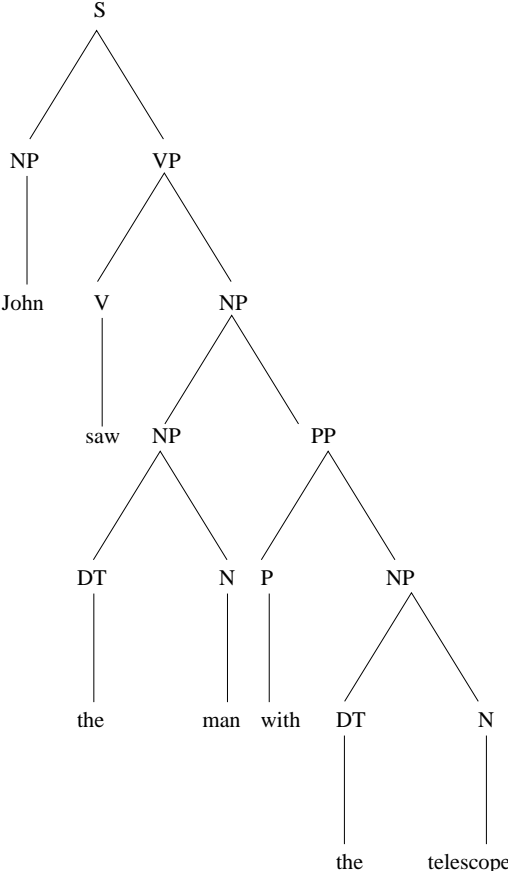 S
NP VP
John V NP
saw NP PP
DT N P NP
the man with DT N
the telescope